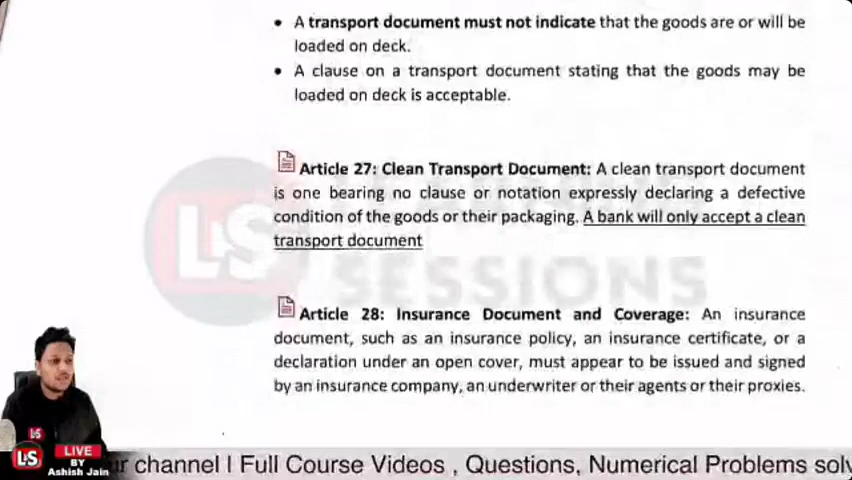 • A transport document must not indicate that the goods are or will be
loaded on deck.
• A clause on a transport document stating that the goods may be
loaded on deck is acceptable.
Article 27: Clean Transport Document: A clean transport document
is one bearing no clause or notation expressly declaring a defective
condition of the goods or their packaging. A bank will only accept a clean
transport document
LS
SESSIONS
Article 28: Insurance Document and Coverage: An insurance
document, such as an insurance policy, an insurance certificate, or a
declaration under an open cover, must appear to be issued and signed
by an insurance company, an underwriter or their agents or their proxies.
LS
LS
LIVE
BY
Ashish Jain
channel | Full Course Videos , Questions, Numerical Problems